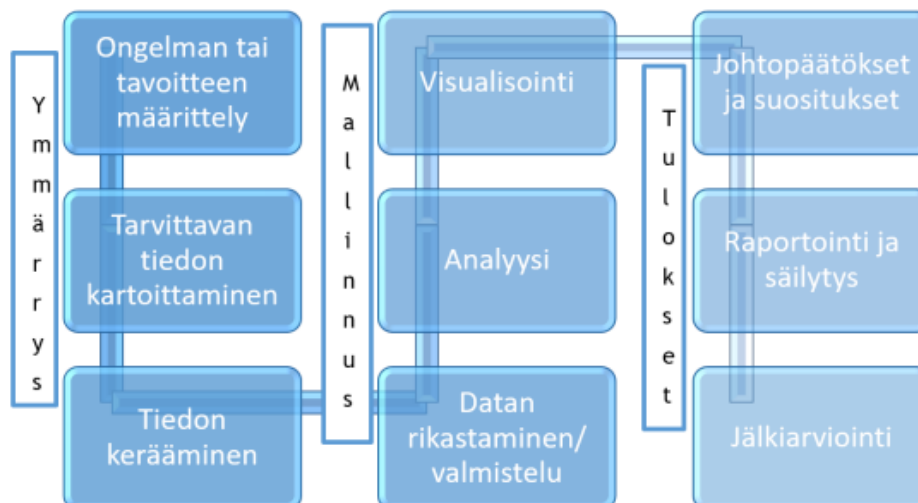 Ymmärrys
Ongelman tai
tavoitteen
määrittely
Tarvittavan
tiedon
kartoittaminen
Tiedon
kerääminen
Mallinnus
Visualisointi
Analyysi
Datan
rikastaminen/
valmistelu
Tulokset
Johtopäätökset
ja suositukset
Raportointi ja
säilytys
Jälkiarviointi